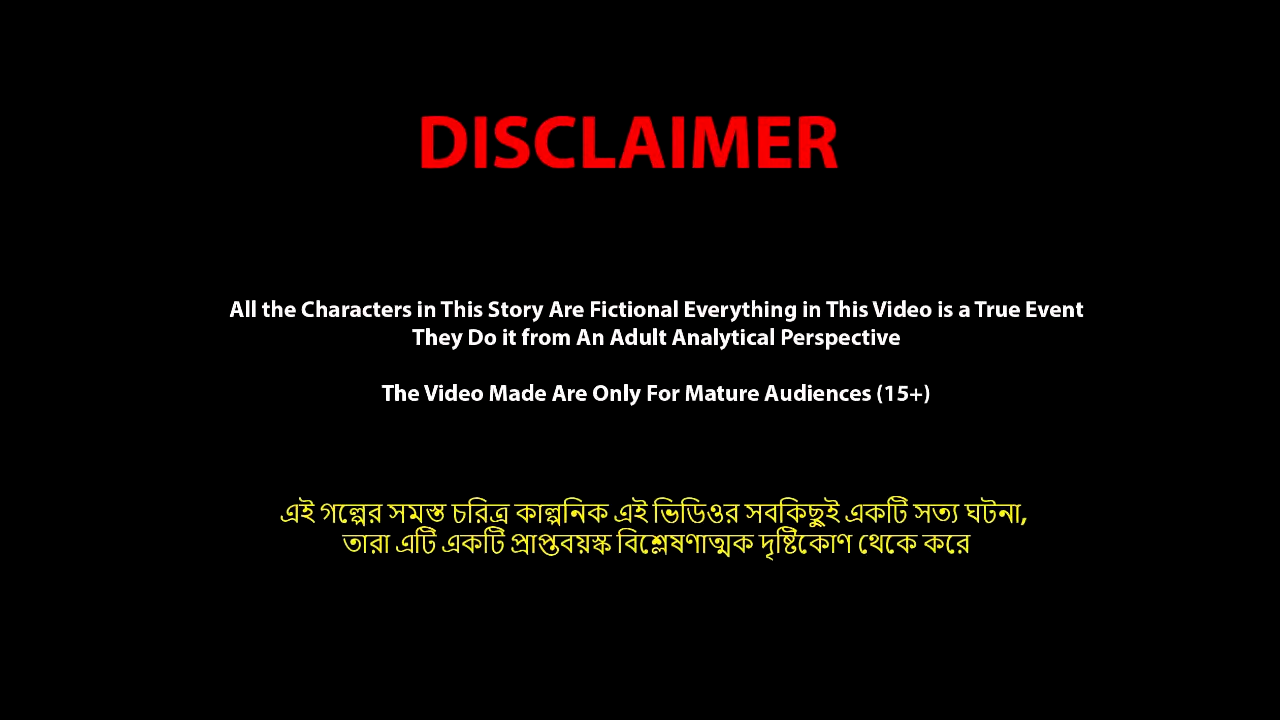 DISCLAIMER
All the Characters in This Story Are Fictional Everything in This Video is a True Event
They Do it from An Adult Analytical Perspective
The Video Made Are Only For Mature Audiences (15+)
এই গল্পের সমস্ত চরিত্র কাল্পনিক এই ভিডিওর সবকিছুই একটি সত্য ঘটনা,
তারা এটি একটি প্রাপ্তবয়স্ক বিশ্লেষণাত্মক দৃষ্টিকোণ থেকে করে